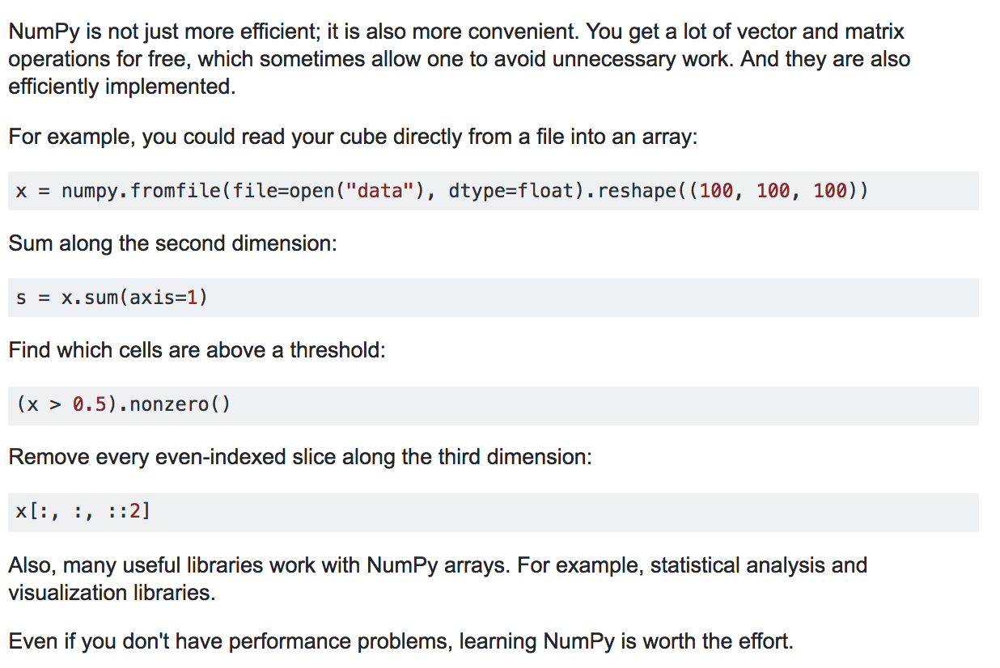 NumPy is not just more efficient; it is also more convenient. You get a lot of vector and matrix
operations for free, which sometimes allow one to avoid unnecessary work. And they are also
efficiently implemented.
For example, you could read your cube directly from a file into an array:
x = numpy.fromfile(file=open("data"), dtype=float).reshape((100, 100, 100))
Sum along the second dimension:
s = x.sum(axis=1)
Find which cells are above a threshold:
(x > 0.5).nonzero()
Remove every even-indexed slice along the third dimension:
x[:, :, ::2]
Also, many useful libraries work with NumPy arrays. For example, statistical analysis and
visualization libraries.
Even if you don't have performance problems, learning NumPy is worth the effort.